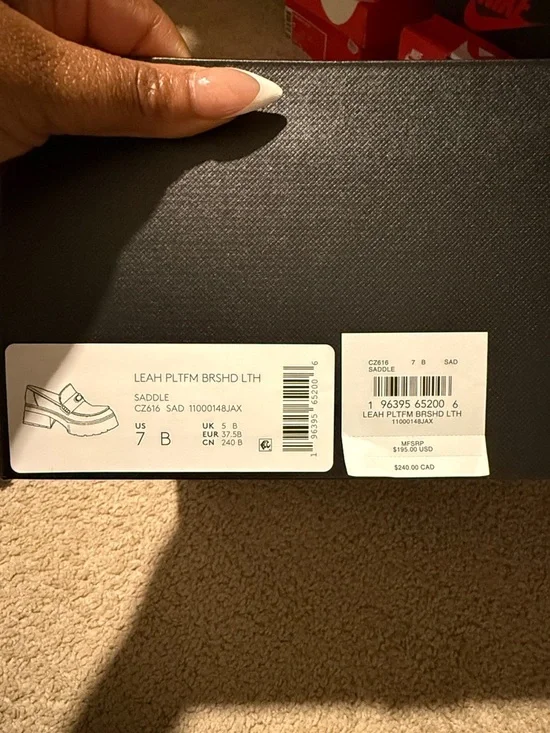 LEAH PLTFM BRSHD LTH
SADDLE
CZ616 SAD 11000148JAX
US
7 B
UK 5 B
EUR 37.5B
CN 240 B
1 96395 65200 6
CZ616 7 B SAD
SADDLE
1 96395 65200 6
LEAH PLTFM BRSHD LTH
11000148JAX
MFSRP
$195.00 USD
$240.00 CAD